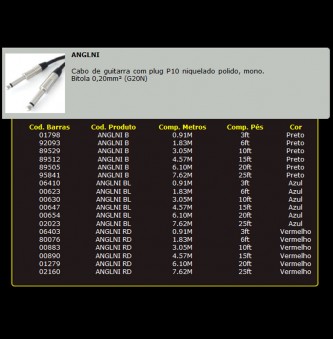 ANGLNI
Cabo de guitarra com plug P10 niquelado polido, mono.
Bitola 0,20mm² (G20N)
Cod. Barras Cod. Produto Comp. Metros Comp. Pés Cor
01798 ANGLNI B 0.91M 3ft Preto
92093 ANGLNI B 1.83M 6ft Preto
89529 ANGLNI B 3.05M 10ft Preto
89512 ANGLNI B 4.57M 15ft Preto
89505 ANGLNI B 6.10M 20ft Preto
95841 ANGLNI B 7.62M 25ft Preto
06410 ANGLNI BL 0.91M 3ft Azul
00623 ANGLNI BL 1.83M 6ft Azul
00630 ANGLNI BL 3.05M 10ft Azul
00647 ANGLNI BL 4.57M 15ft Azul
00654 ANGLNI BL 6.10M 20ft Azul
02023 ANGLNI BL 7.62M 25ft Azul
06403 ANGLNI RD 0.91M 3ft Vermelho
80076 ANGLNI RD 1.83M 6ft Vermelho
00883 ANGLNI RD 3.05M 10ft Vermelho
00890 ANGLNI RD 4.57M 15ft Vermelho
01279 ANGLNI RD 6.10M 20ft Vermelho
02160 ANGLNI RD 7.62M 25ft Vermelho